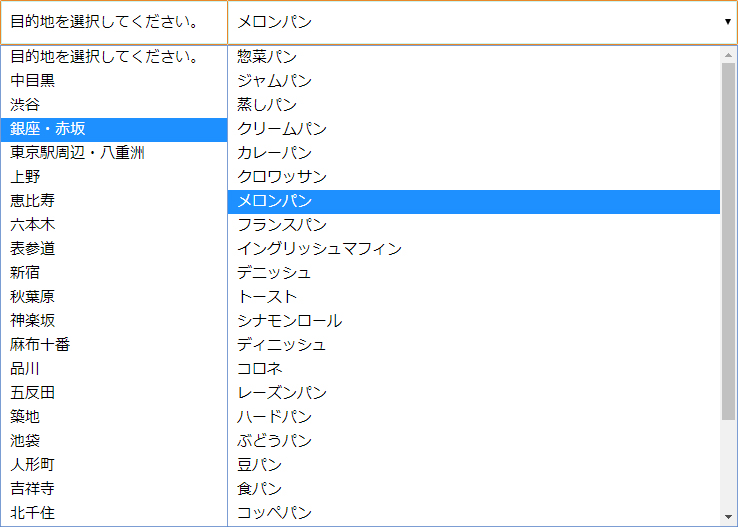 目的地を選択してください。
メロンパン
目的地を選択してください。
中目黒
渋谷
銀座・赤坂
東京駅周辺・八重洲
上野
恵比寿
六本木
表参道
新宿
秋葉原
神楽坂
麻布十番
品川
五反田
築地
池袋
人形町
吉祥寺
北千住
惣菜パン
ジャムパン
蒸しパン
クリームパン
カレーパン
クロワッサン
メロンパン
フランスパン
イングリッシュマフィン
デニッシュ
トースト
シナモンロール
ディニッシュ
コロネ
レーズンパン
ハードパン
ぶどうパン
豆パン
食パン
コッペパン